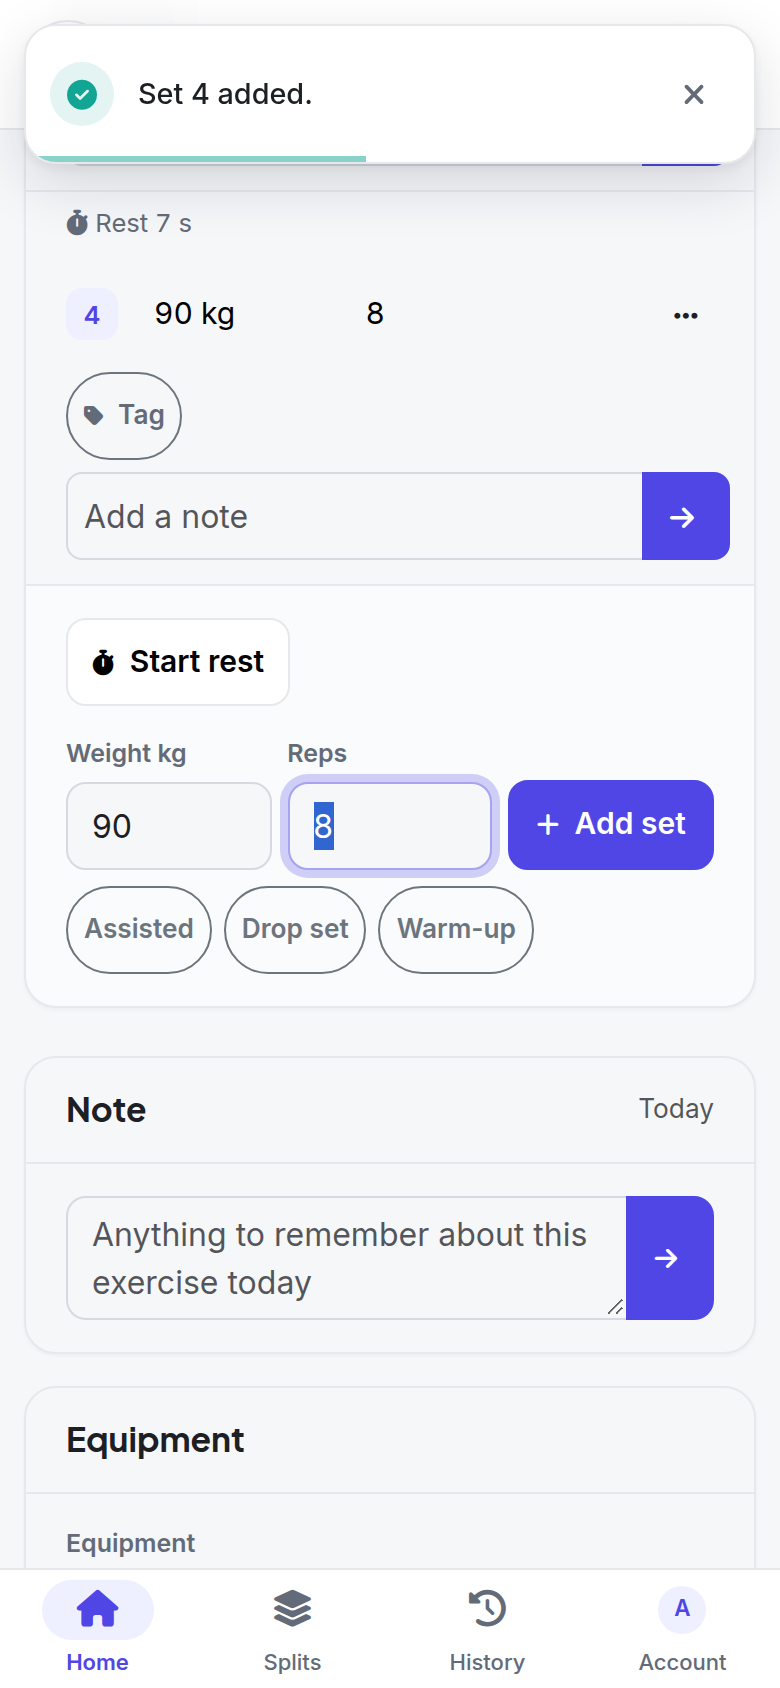 Set 4 added.
Rest 7 s
4 90 kg 8
Tag
Add a note
Start rest
Weight kg Reps
90 8 Add set
Assisted Drop set Warm-up
Note Today
Anything to remember about this
exercise today
Equipment
Equipment
A
Home Splits History Account